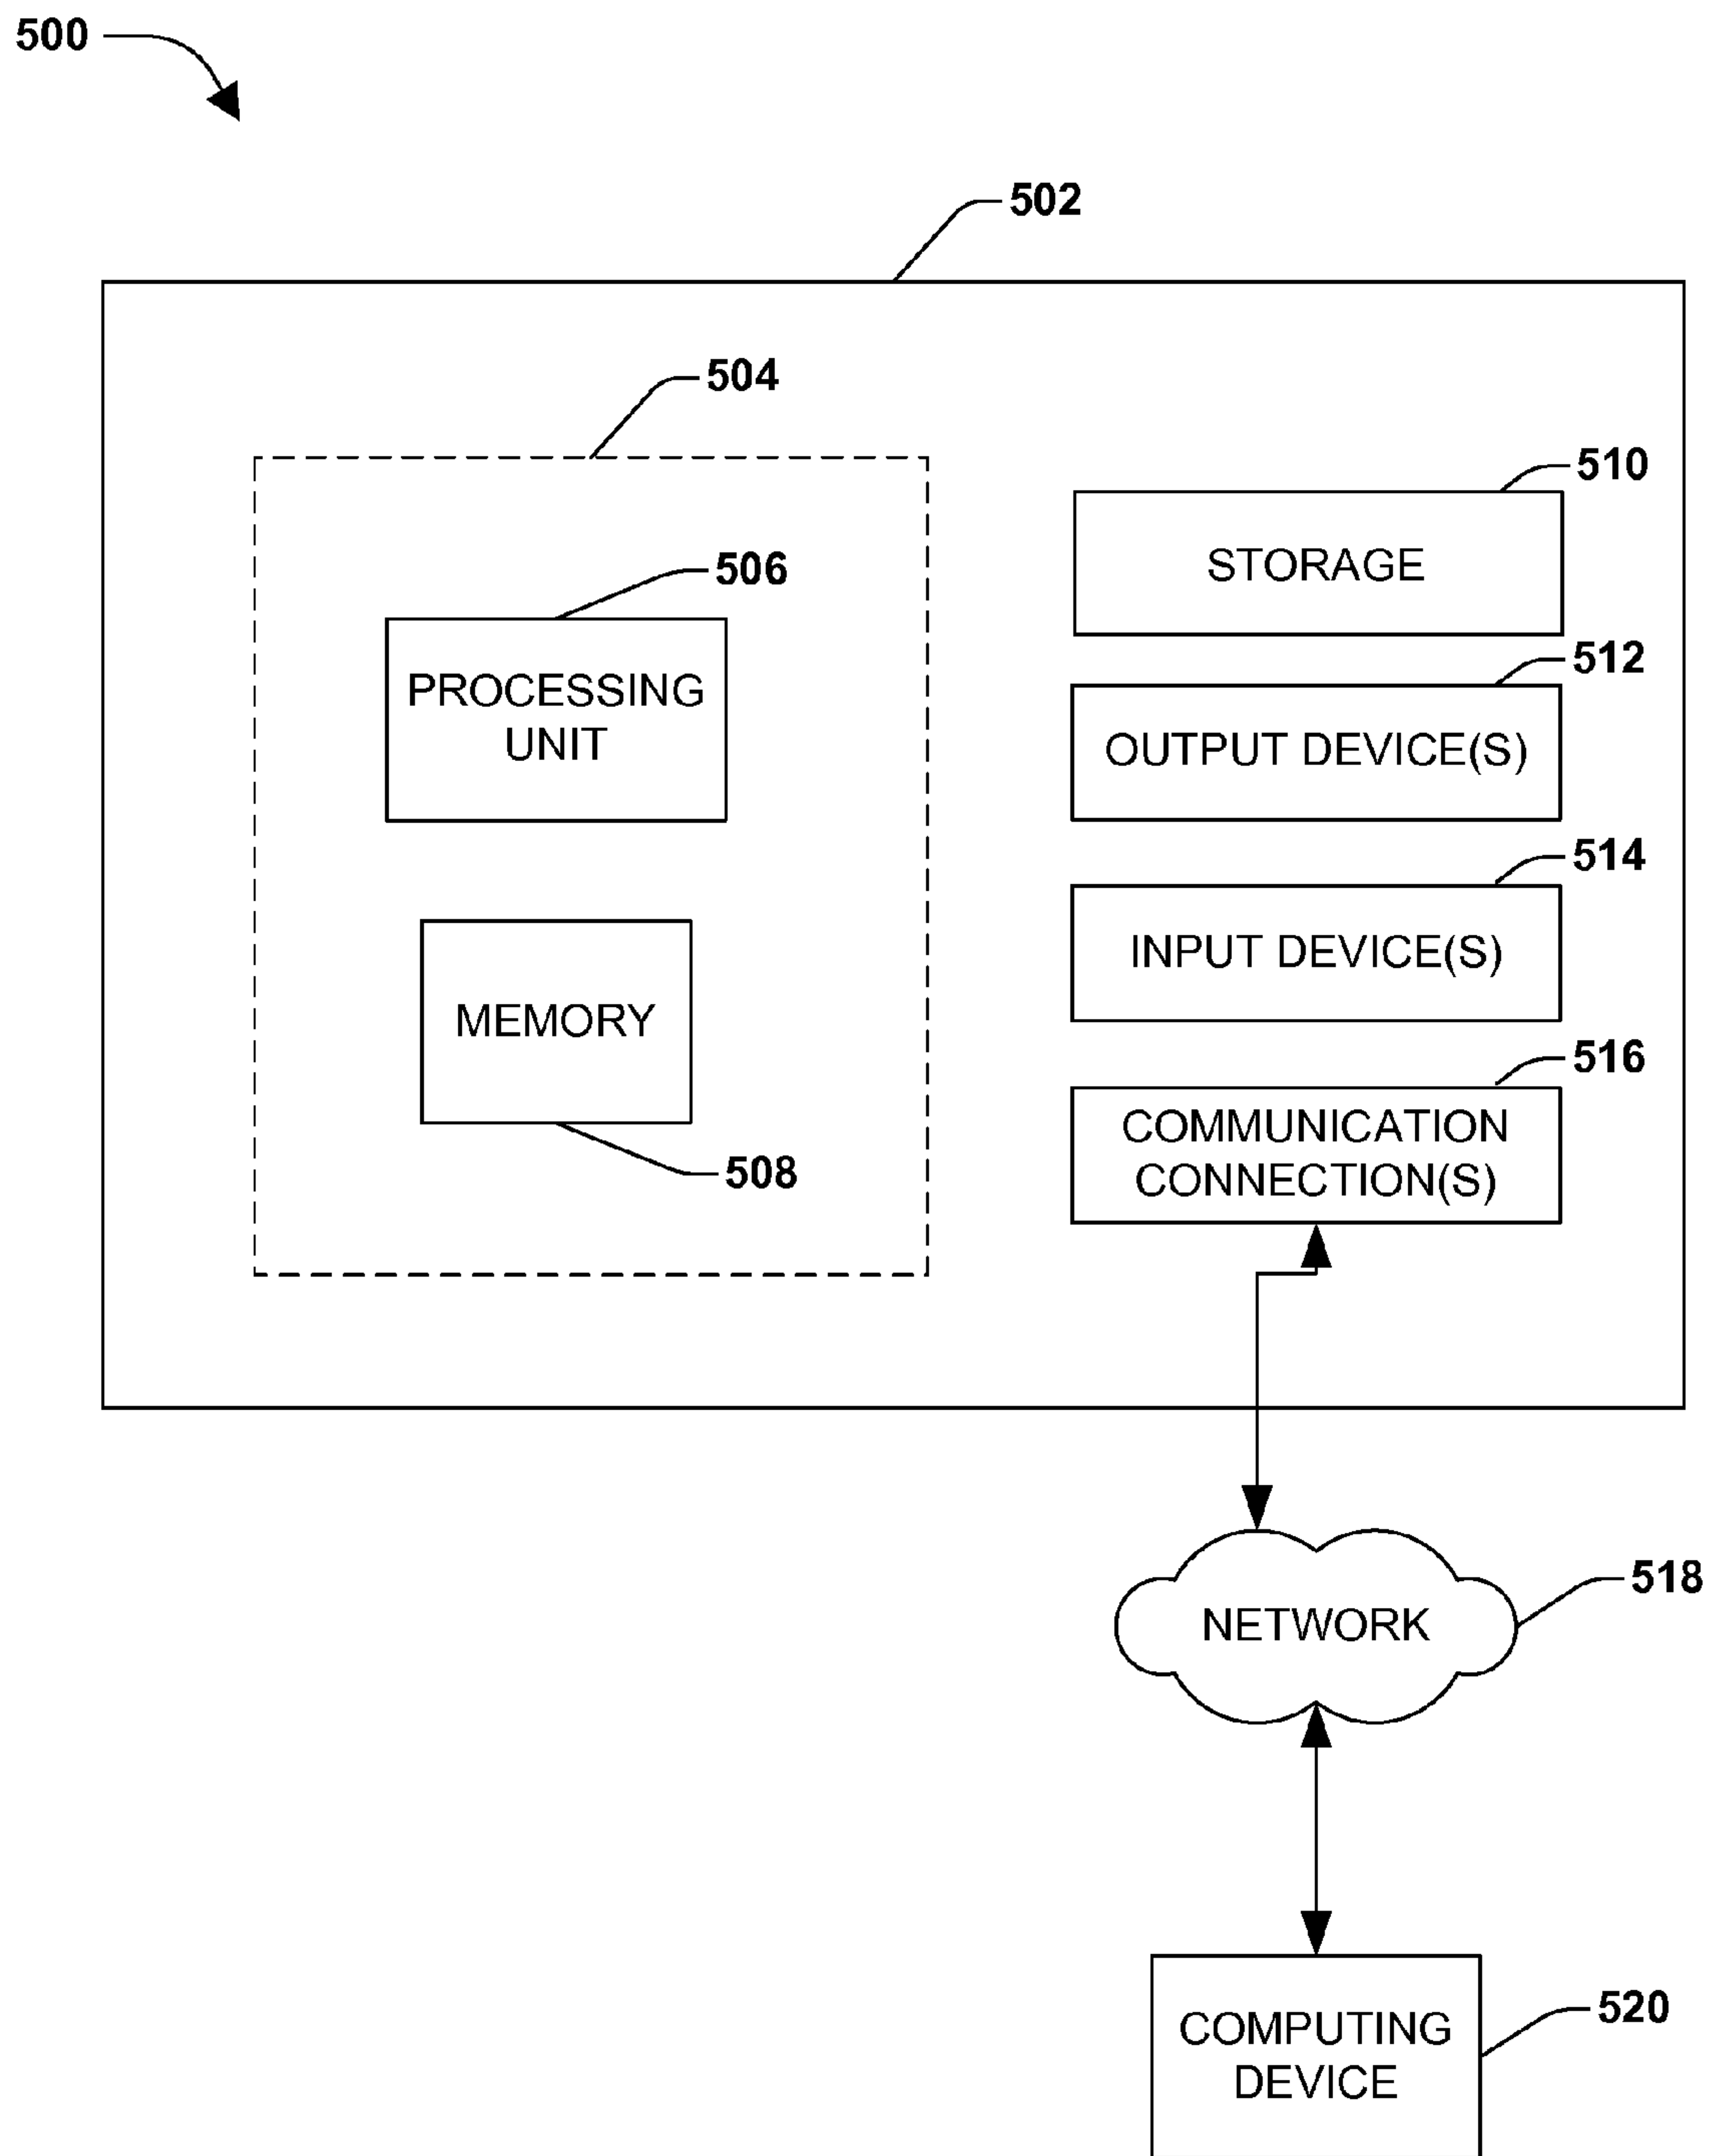 500
502
504
510
STORAGE
506
PROCESSING
UNIT
512
OUTPUT DEVICE(S)
514
INPUT DEVICE(S)
MEMORY
508
516
COMMUNICATION
CONNECTION(S)
518
NETWORK
520
COMPUTING
DEVICE